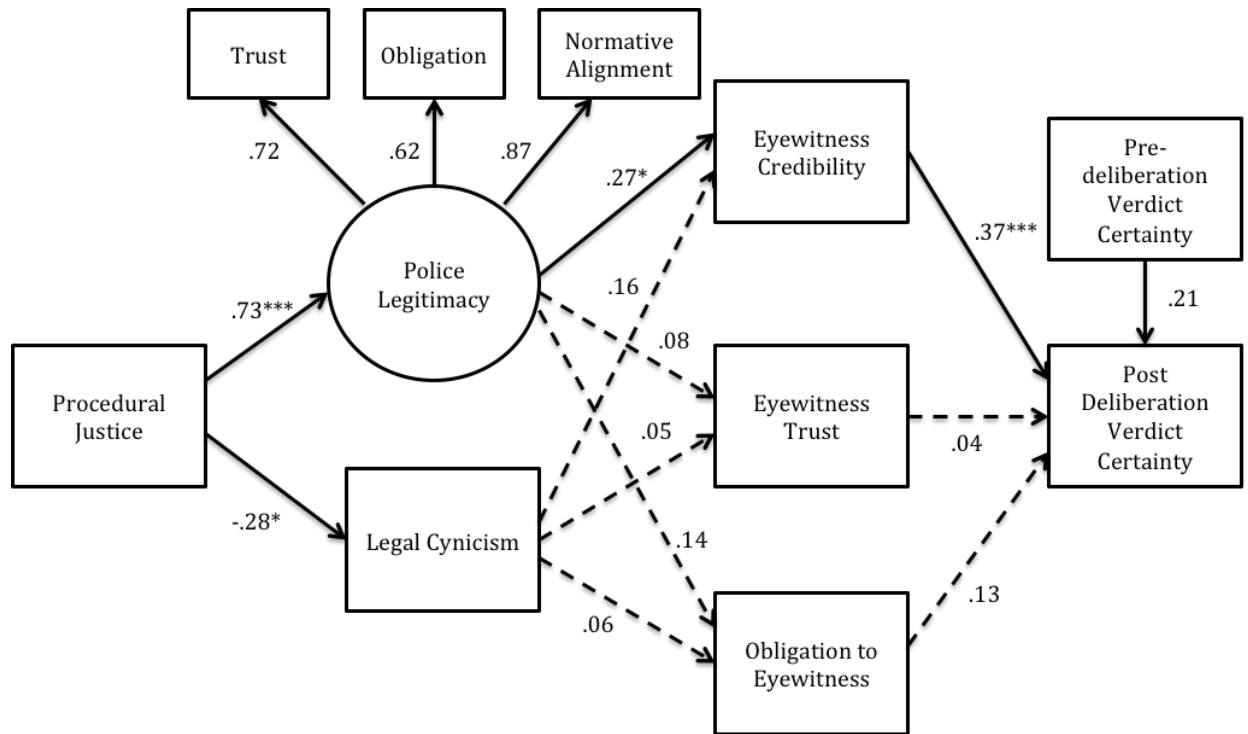 Trust
Obligation
Normative
Alignment
.72
.62
.87
Eyewitness
Credibility
Pre-
deliberation
Verdict
Certainty
.27*
.37***
Police
Legitimacy
.16
.21
.73***
.08
Procedural
Justice
Eyewitness
Trust
Post
Deliberation
Verdict
Certainty
.05
.04
-.28*
Legal Cynicism
.14
.13
.06
Obligation to
Eyewitness